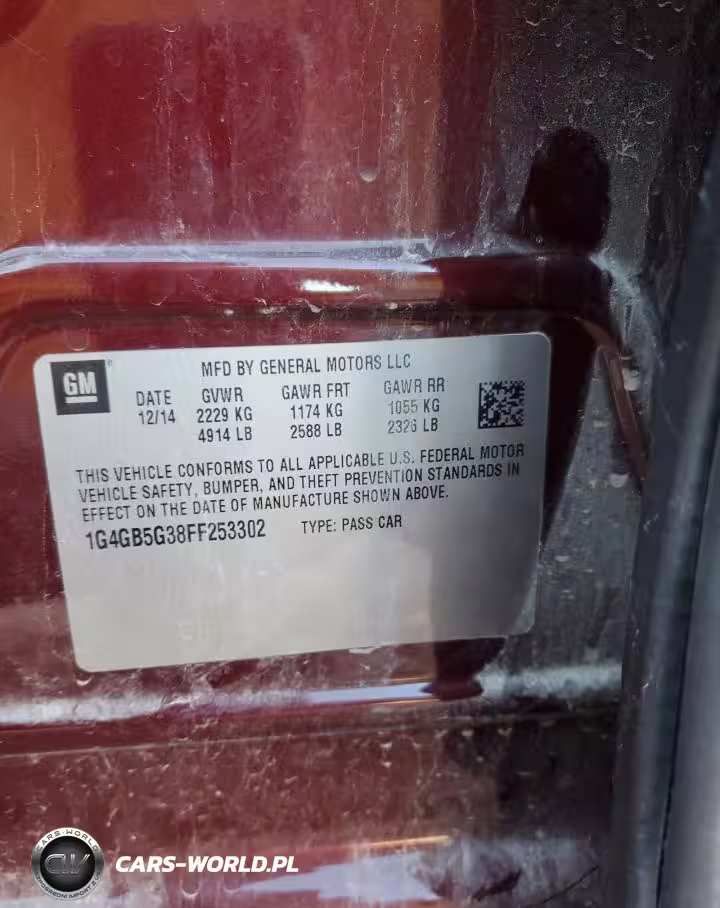 GM
MFD BY GENERAL MOTORS LLC
DATE GVWR GAWR FRT GAWR RR
12/14 2229 KG 1174 KG 1055 KG
4914 LB 2588 LB 2326 LB
THIS VEHICLE CONFORMS TO ALL APPLICABLE U.S. FEDERAL MOTOR
VEHICLE SAFETY, BUMPER, AND THEFT PREVENTION STANDARDS IN
EFFECT ON THE DATE OF MANUFACTURE SHOWN ABOVE.
1G4GB5G38FF253302 TYPE: PASS CAR
CARS-WORLD
CW
CARS-WORLD.PL